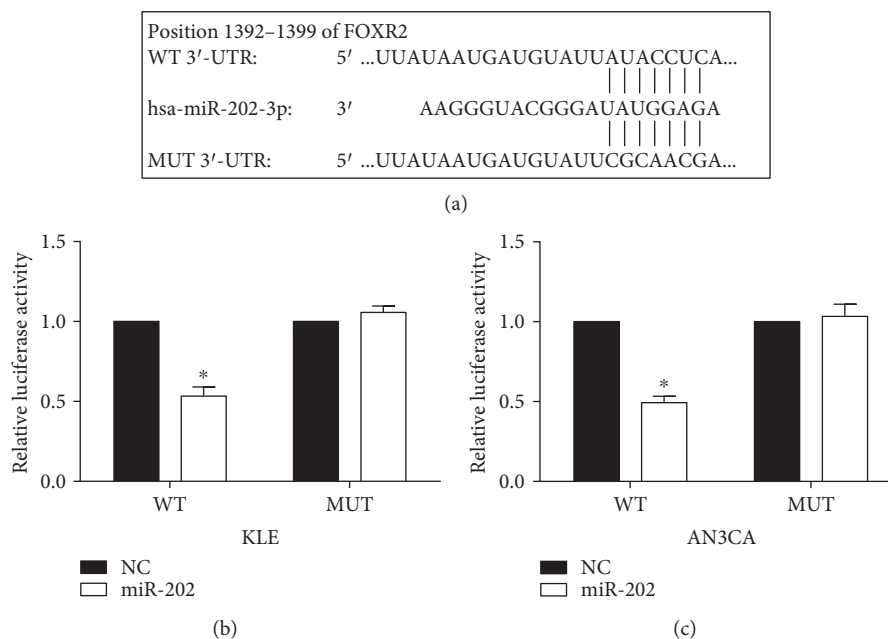 Position 1392–1399 of FOXR2
WT 3′-UTR: 5′ ...UUAUAAUGAUGUAUUAUACCUCA...
hsa-miR-202-3p: 3′ AAGGGUACGGGAUAUGGAGA
MUT 3′-UTR: 5′ ...UUAUAAUGAUGUAUUCGCAACGA...
(a)
Relative luciferase activity
1.5
1.0
0.5
0.0
*
WT MUT
KLE
NC
miR-202
(b)
Relative luciferase activity
1.5
1.0
0.5
0.0
*
WT MUT
AN3CA
NC
miR-202
(c)